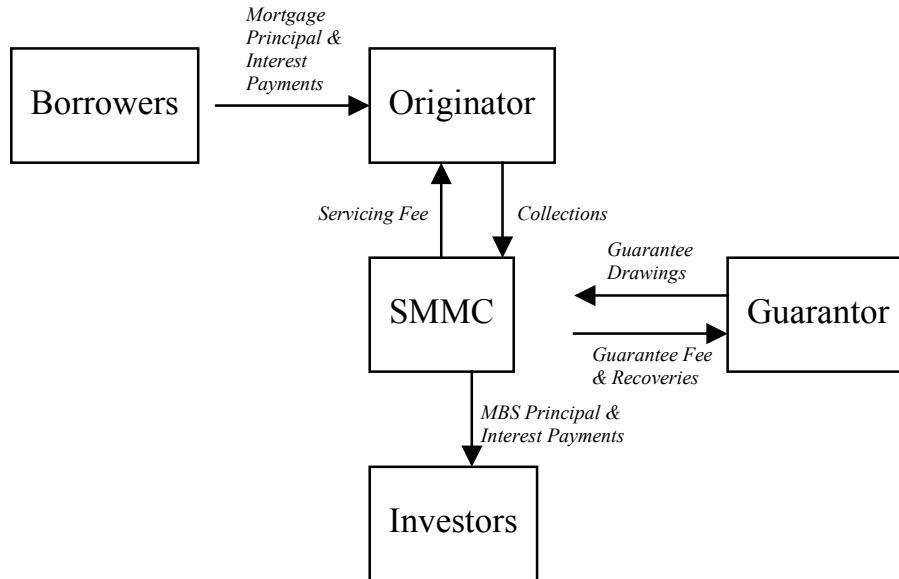 Mortgage
Principal &
Interest
Payments
Borrowers
Originator
Servicing Fee
Collections
Guarantee
Drawings
SMMC
Guarantor
Guarantee Fee
& Recoveries
MBS Principal &
Interest Payments
Investors